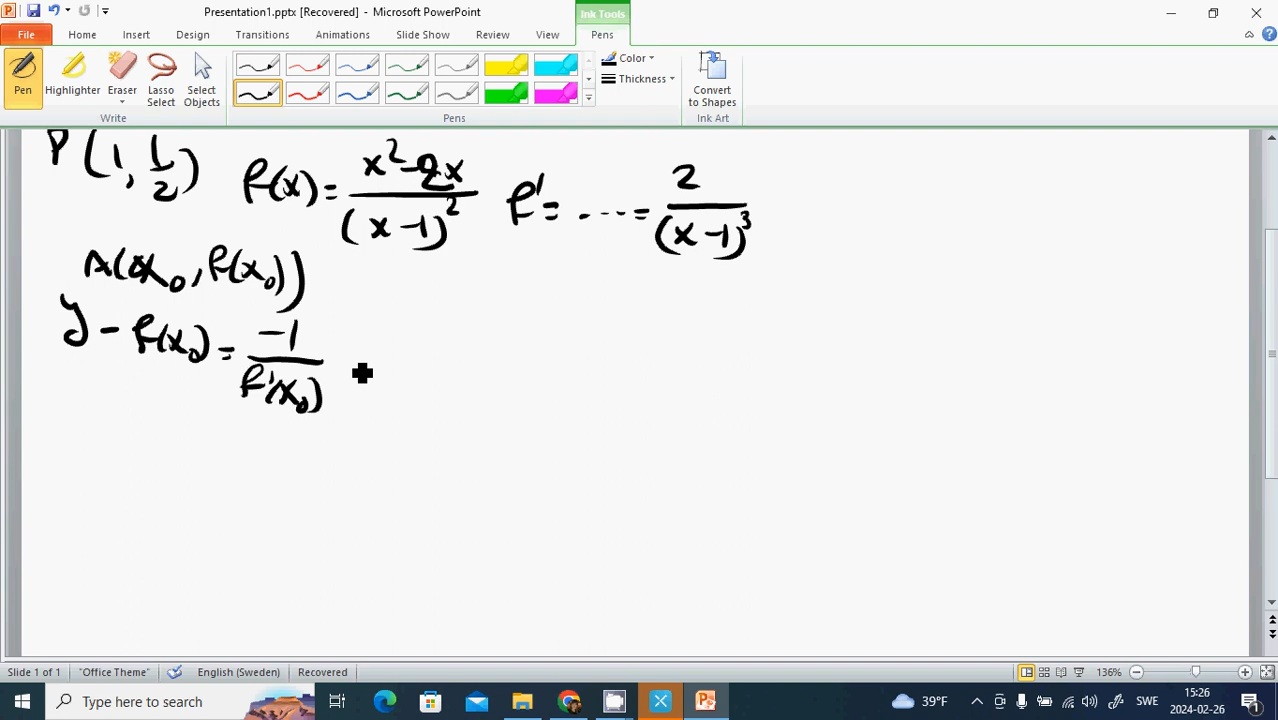 Presentation1.pptx [Recovered] - Microsoft PowerPoint
Ink Tools
File Home Insert Design Transitions Animations Slide Show Review View Pens
Pen Highlighter Eraser Lasso Select Select Objects
Color Thickness
Convert to Shapes
Write Pens Ink Art
P(1, 1/2) f(x) = (x² - 2x)/(x - 1)² f' = ..... = 2/(x - 1)³
A(x₀, f(x₀))
y - f(x₀) = -1/f'(x₀)
Slide 1 of 1 "Office Theme" English (Sweden) Recovered 136%
Type here to search 39°F SWE 15:26
2024-02-26